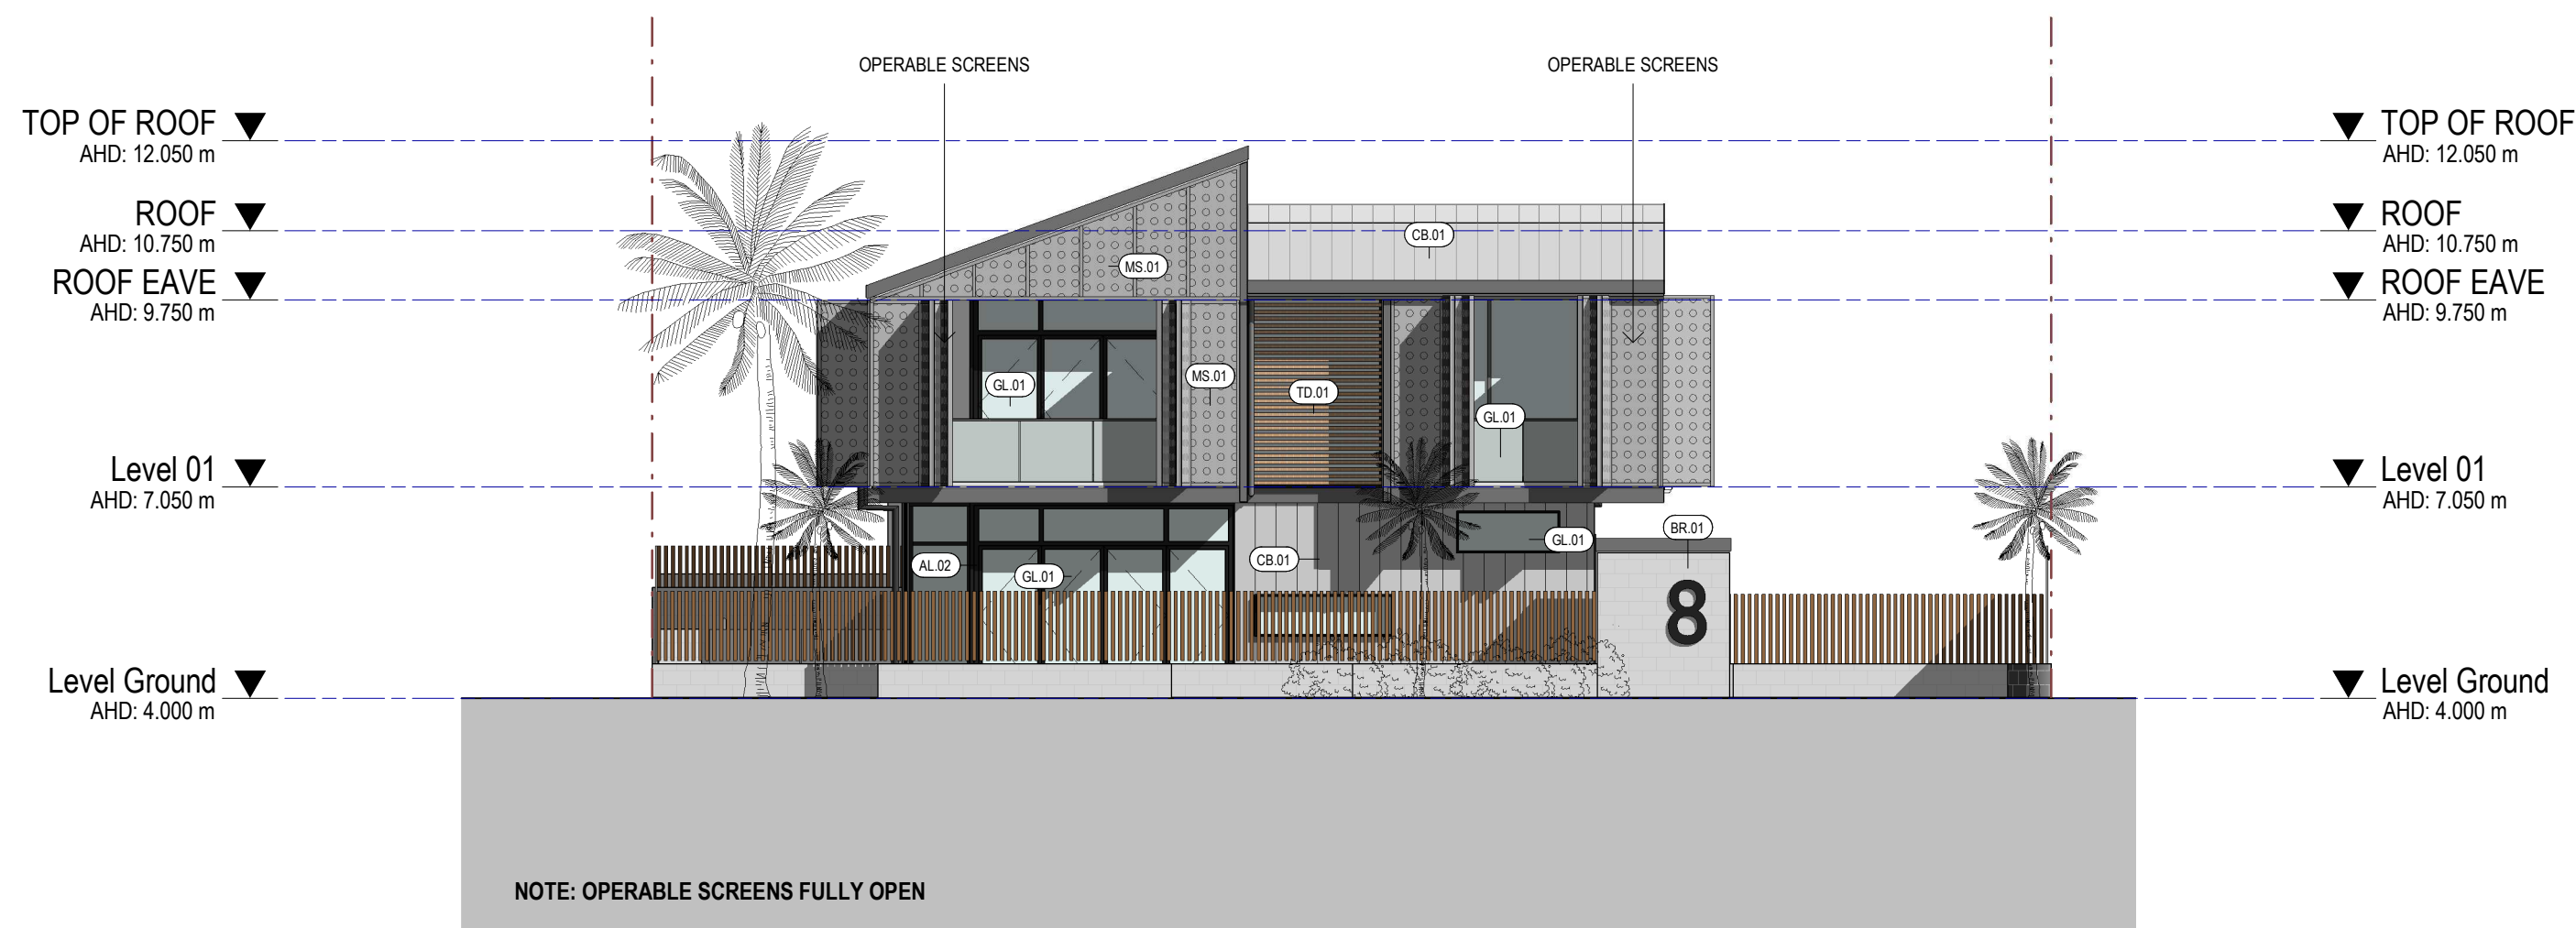 OPERABLE SCREENS
OPERABLE SCREENS
TOP OF ROOF
AHD: 12.050 m
TOP OF ROOF
AHD: 12.050 m
ROOF
AHD: 10.750 m
CB.01
ROOF
AHD: 10.750 m
MS.01
ROOF EAVE
AHD: 9.750 m
ROOF EAVE
AHD: 9.750 m
GL.01
MS.01
TD.01
GL.01
Level 01
AHD: 7.050 m
Level 01
AHD: 7.050 m
BR.01
GL.01
CB.01
AL.02
GL.01
8
Level Ground
AHD: 4.000 m
Level Ground
AHD: 4.000 m
NOTE: OPERABLE SCREENS FULLY OPEN